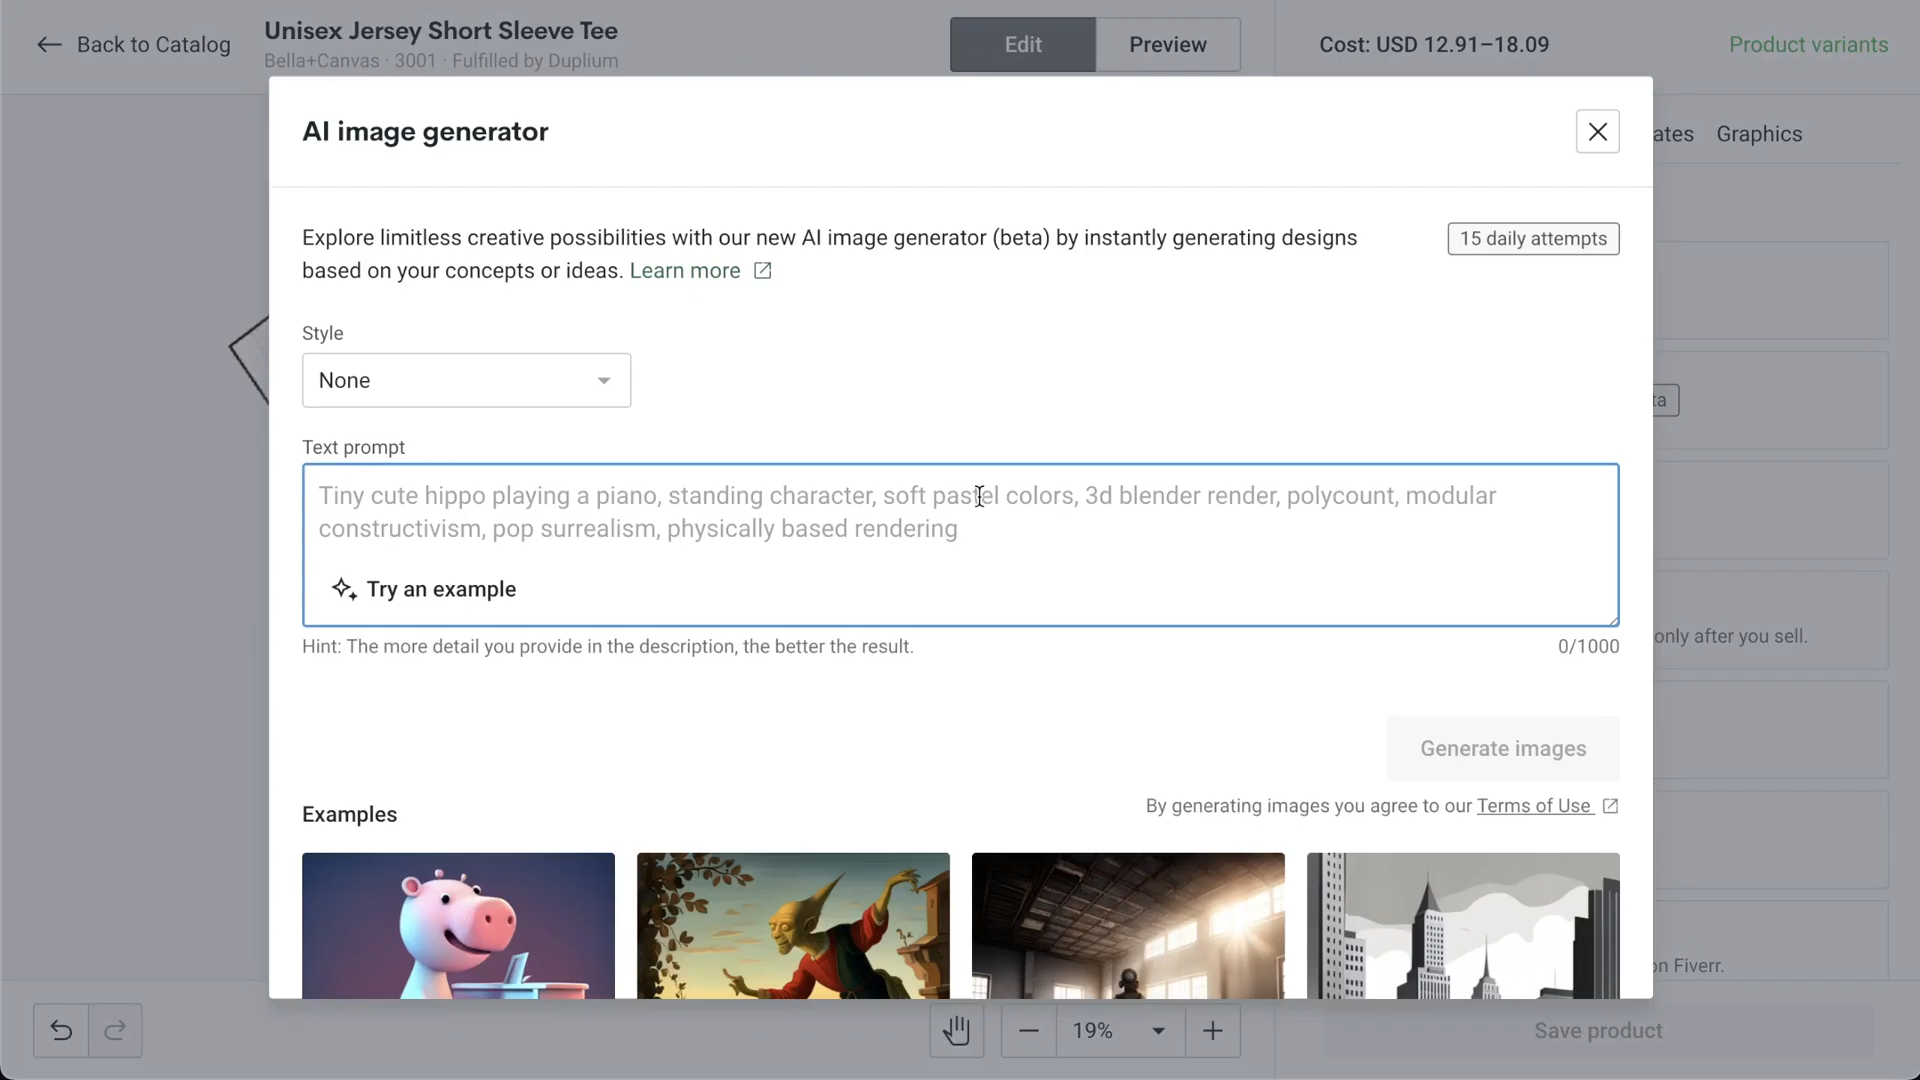 Back to Catalog
Unisex Jersey Short Sleeve Tee
Bella+Canvas · 3001 · Fulfilled by Duplium
Edit
Preview
Cost: USD 12.91–18.09
Product variants
AI image generator
ates
Graphics
Explore limitless creative possibilities with our new AI image generator (beta) by instantly generating designs
based on your concepts or ideas. Learn more
15 daily attempts
Style
None
ta
Text prompt
Tiny cute hippo playing a piano, standing character, soft pastel colors, 3d blender render, polycount, modular
constructivism, pop surrealism, physically based rendering
Try an example
Hint: The more detail you provide in the description, the better the result.
0/1000
only after you sell.
Generate images
By generating images you agree to our Terms of Use
Examples
on Fiverr.
19%
Save product